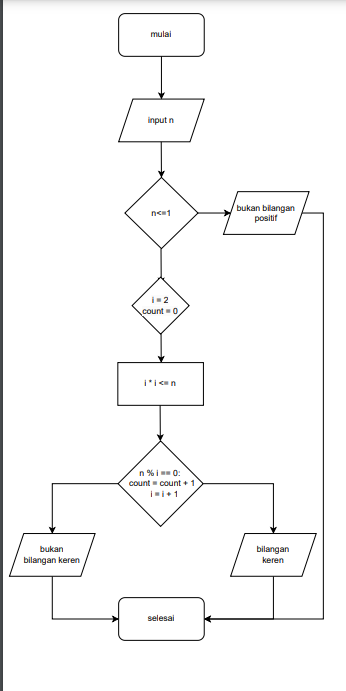 mulai
input n
n<=1
bukan bilangan
positif
i = 2
count = 0
i * i <= n
n % i == 0:
count = count + 1
i = i + 1
bukan
bilangan keren
bilangan
keren
selesai